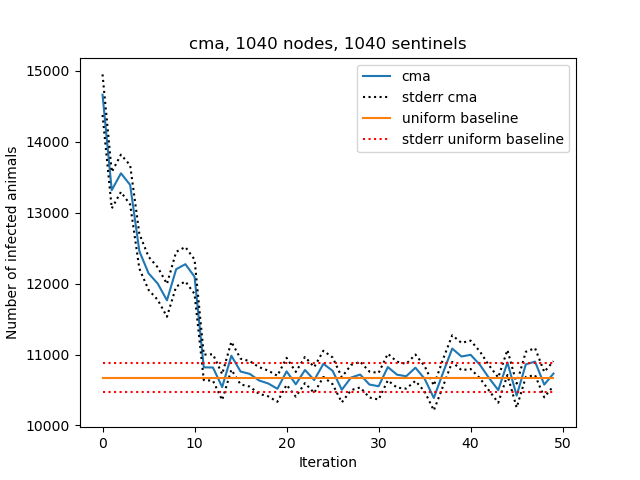 cma, 1040 nodes, 1040 sentinels
15000
14000
13000
12000
11000
10000
Number of infected animals
cma
stderr cma
uniform baseline
stderr uniform baseline
0
10
20
30
40
50
Iteration